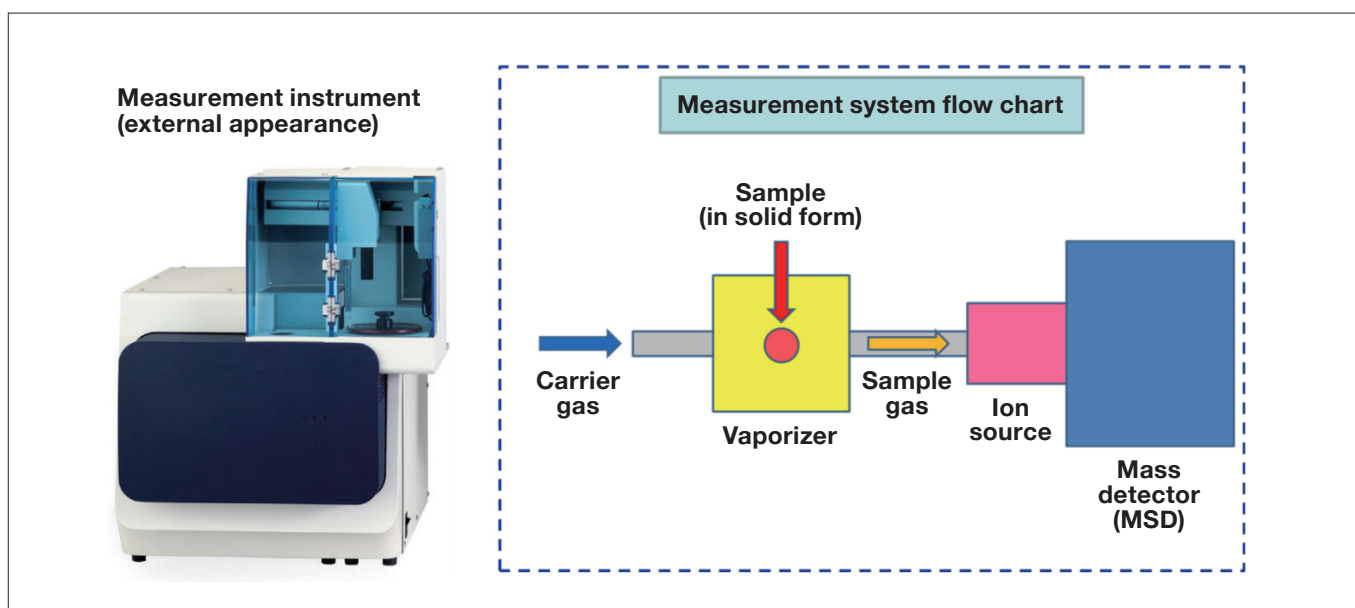 Measurement instrument
(external appearance)
Measurement system flow chart
Sample
(in solid form)
Carrier
gas
Vaporizer
Sample
gas
Ion
source
Mass
detector
(MSD)